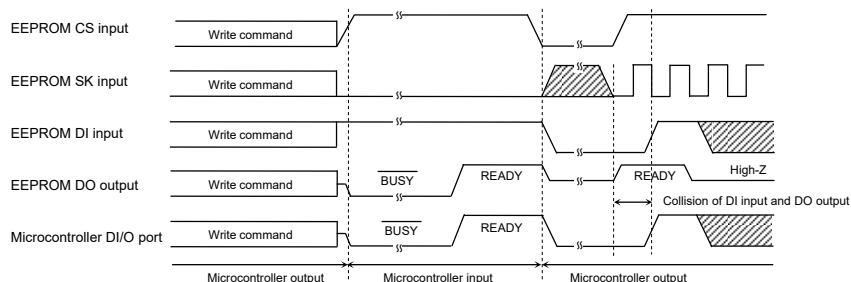 EEPROM CS input
Write command
EEPROM SK input
Write command
EEPROM DI input
Write command
EEPROM DO output
Write command
BUSY
READY
READY
High-Z
Collision of DI input and DO output
Microcontroller DI/O port
Write command
BUSY
READY
Microcontroller output
Microcontroller input
Microcontroller output